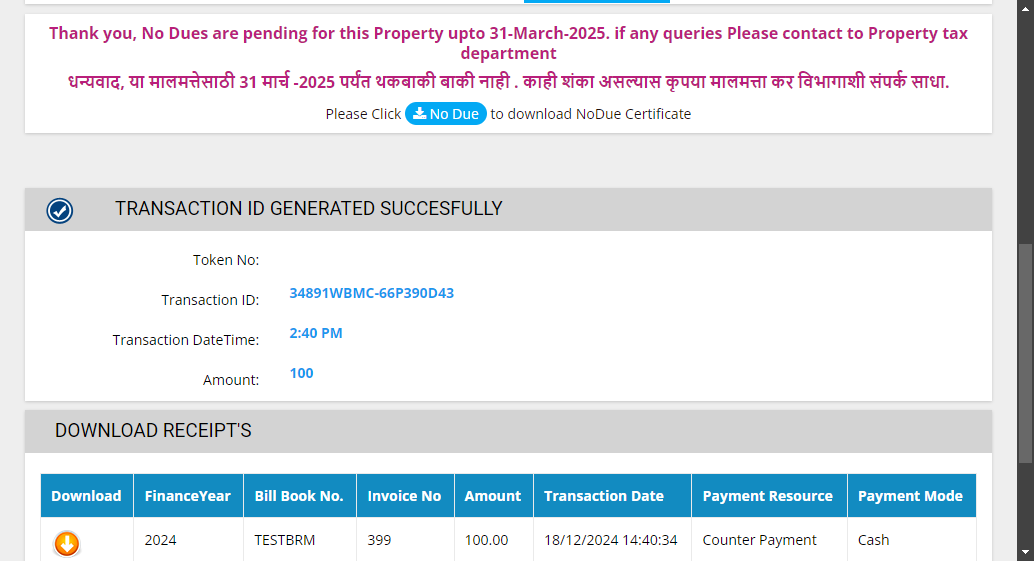 Thank you, No Dues are pending for this Property upto 31-March-2025. if any queries Please contact to Property tax
department
धन्यवाद, या मालमत्तेसाठी 31 मार्च -2025 पर्यंत थकबाकी बाकी नाही . काही शंका असल्यास कृपया मालमत्ता कर विभागाशी संपर्क साधा.
Please Click No Due to download NoDue Certificate
TRANSACTION ID GENERATED SUCCESFULLY
Token No:
Transaction ID: 34891WBMC-66P390D43
Transaction DateTime: 2:40 PM
Amount: 100
DOWNLOAD RECEIPT'S
Download FinanceYear Bill Book No. Invoice No Amount Transaction Date Payment Resource Payment Mode
2024 TESTBRM 399 100.00 18/12/2024 14:40:34 Counter Payment Cash